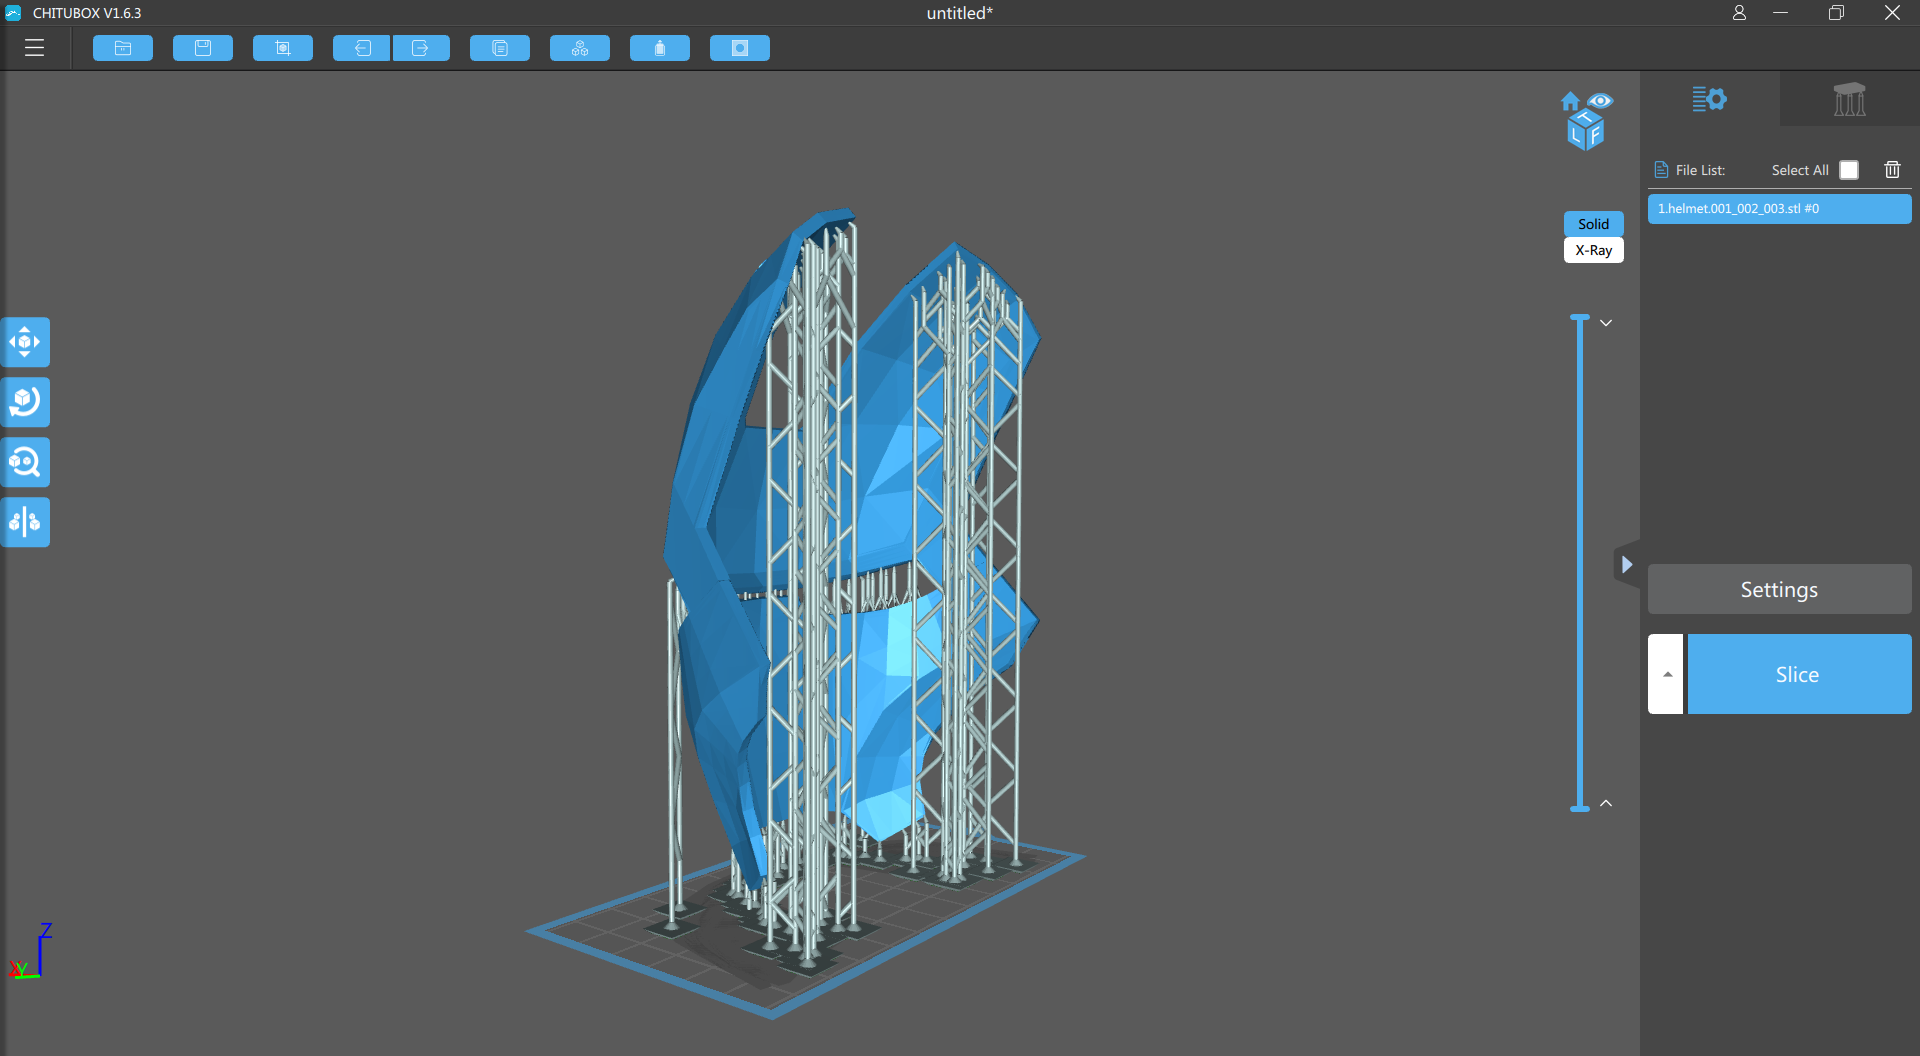 CHITUBOX V1.6.3
untitled*
T
L F
File List:
Select All
1.helmet.001_002_003.stl #0
Solid
X-Ray
Settings
Slice
Z
X Y